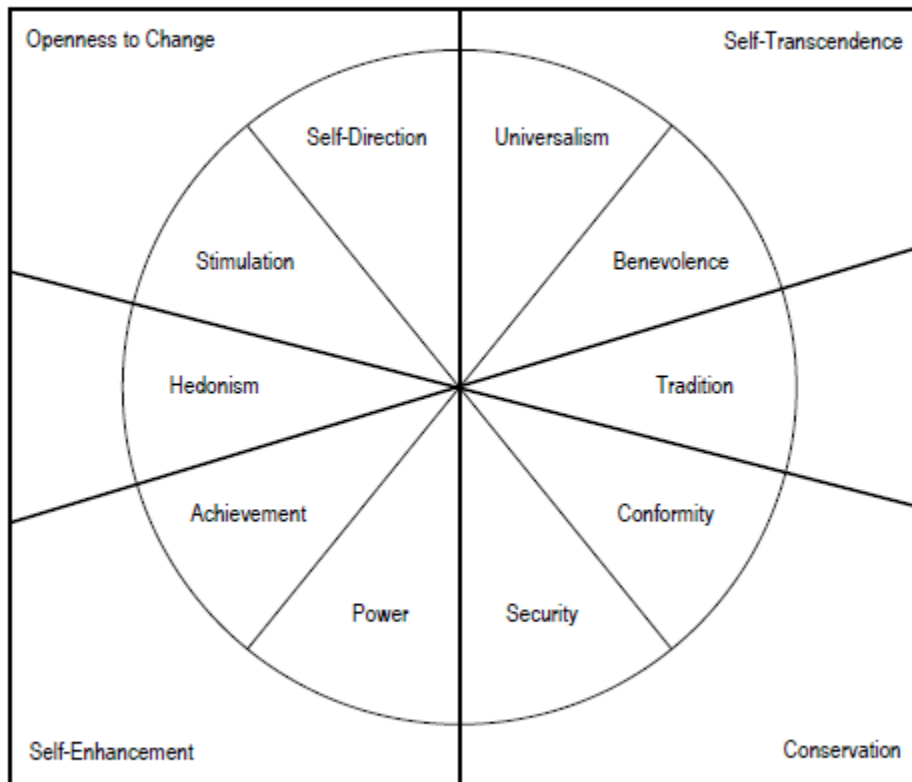 Openness to Change
Self-Transcendence
Self-Direction
Universalism
Stimulation
Benevolence
Hedonism
Tradition
Achievement
Conformity
Power
Security
Self-Enhancement
Conservation